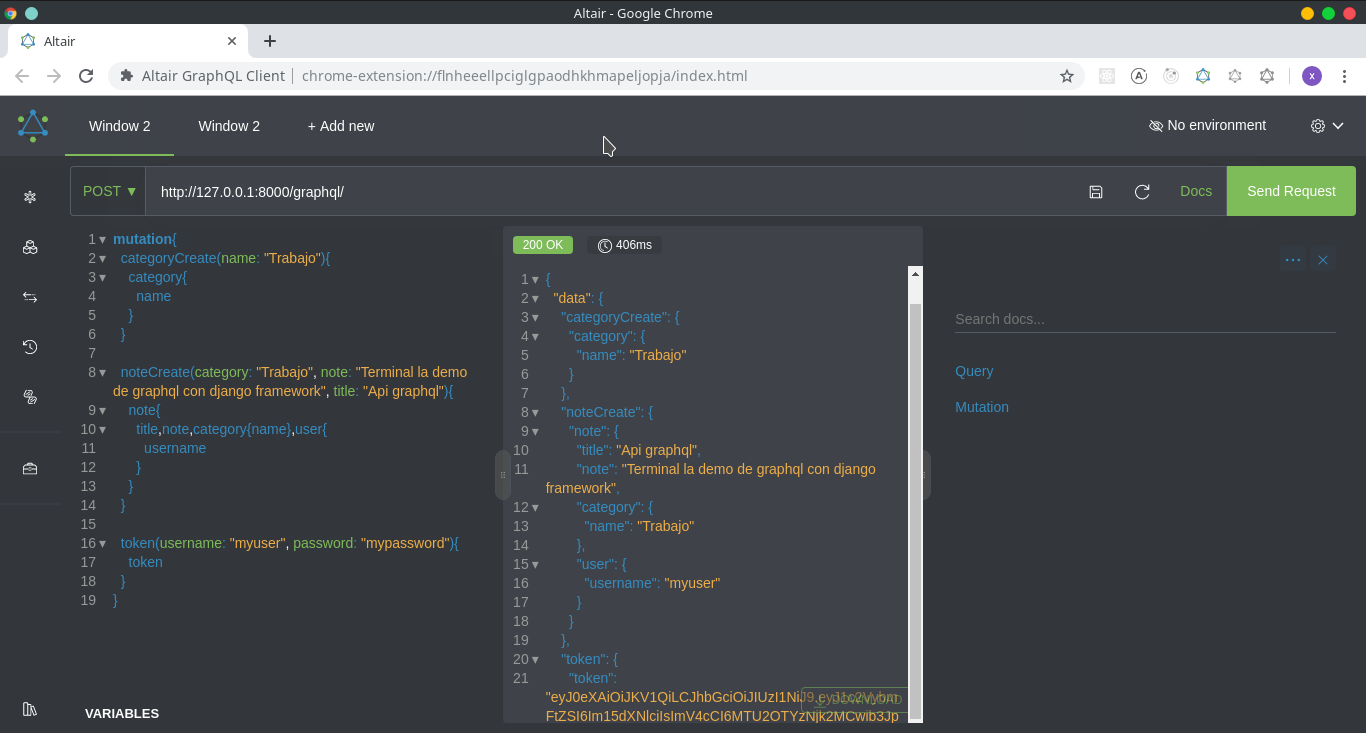 Altair - Google Chrome
Altair
Altair GraphQL Client | chrome-extension://flnheeellpciglgpaodhkhmapeljopja/index.html
A
x
Window 2
Window 2
+ Add new
No environment
POST ▼
http://127.0.0.1:8000/graphql/
Docs
Send Request
1 mutation{
2 categoryCreate(name: "Trabajo"){
3 category{
4 name
5 }
6 }
7
8 noteCreate(category: "Trabajo", note: "Terminal la demo
de graphql con django framework", title: "Api graphql"){
9 note{
10 title,note,category{name},user{
11 username
12 }
13 }
14 }
15
16 token(username: "myuser", password: "mypassword"){
17 token
18 }
19 }
VARIABLES
200 OK
406ms
1 {
2 "data": {
3 "categoryCreate": {
4 "category": {
5 "name": "Trabajo"
6 }
7 },
8 "noteCreate": {
9 "note": {
10 "title": "Api graphql",
11 "note": "Terminal la demo de graphql con django
framework",
12 "category": {
13 "name": "Trabajo"
14 },
15 "user": {
16 "username": "myuser"
17 }
18 }
19 },
20 "token": {
21 "token":
"eyJ0eXAiOiJKV1QiLCJhbGciOiJIUzI1NiJ9.eyJ1c2Vybm
FtZSI6Im15dXNlciIsImV4cCI6MTU2OTYzNjk2MCwib3Jp
DOWNLOAD
Search docs...
Query
Mutation